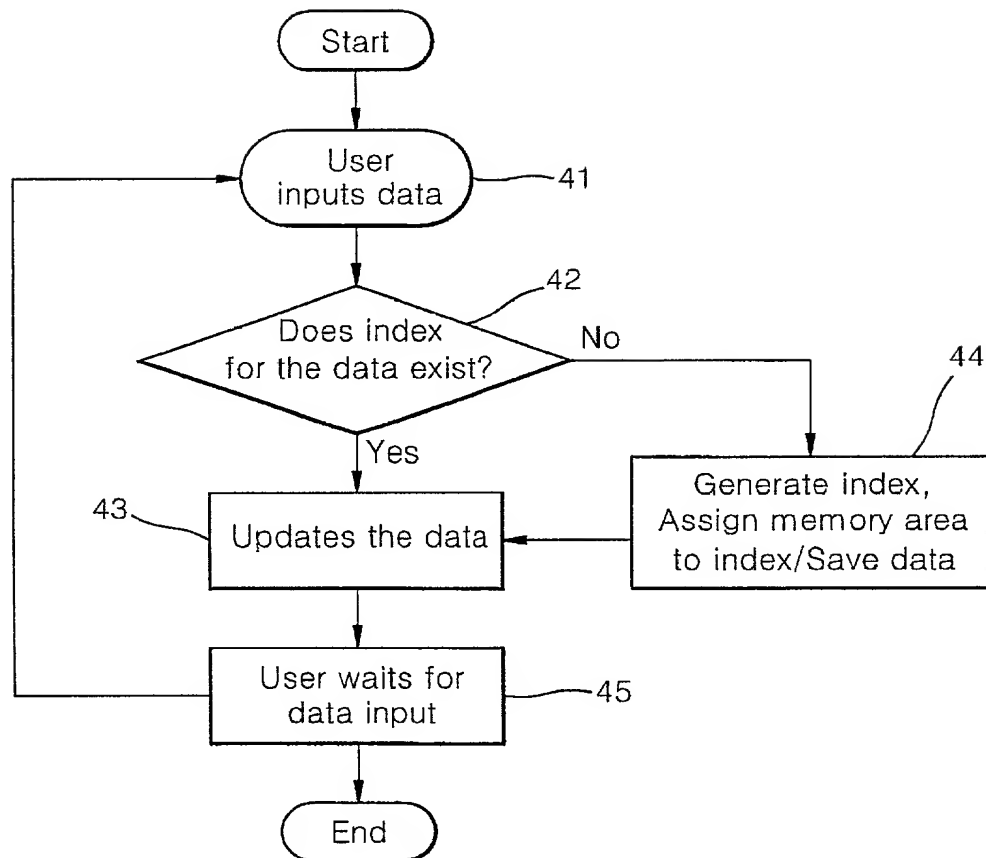 Start
User
inputs data
41
42
Does index
for the data exist?
No
Yes
44
43
Updates the data
Generate index,
Assign memory area
to index/Save data
User waits for
data input
45
End